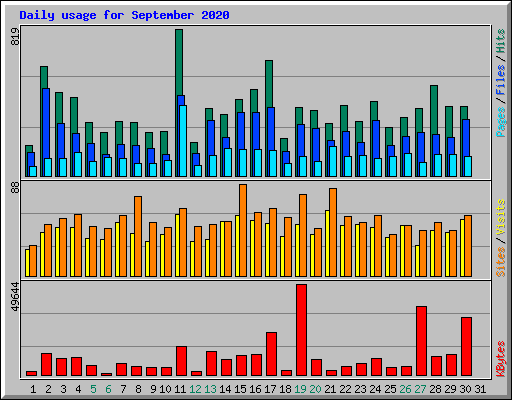 Daily usage for September 2020
819
Pages / Files / Hits
88
Sites / Visits
49644
KBytes
1 2 3 4 5 6 7 8 9 10 11 12 13 14 15 16 17 18 19 20 21 22 23 24 25 26 27 28 29 30 31